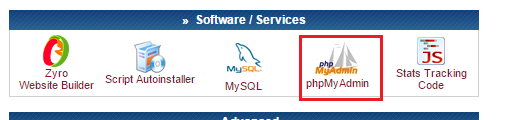 » Software / Services
MySQL
php
MyAdmin
JS
Zyro
Website Builder
Script Autoinstaller
MySQL
phpMyAdmin
Stats Tracking
Code
Advanced